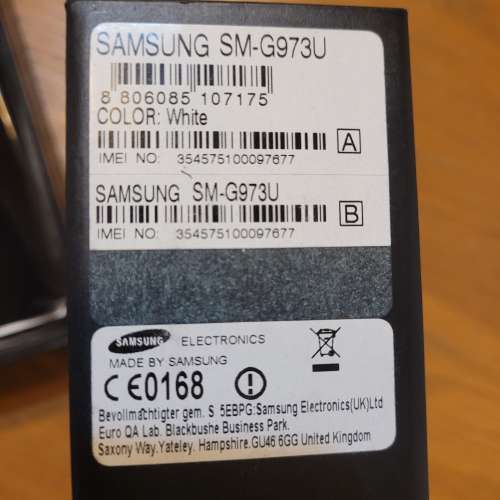 SAMSUNG SM-G973U
8 806085 107175
COLOR: White
A
IMEI NO: 354575100097677
SAMSUNG SM-G973U
B
IMEI NO: 354575100097677
SAMSUNG ELECTRONICS
MADE BY SAMSUNG
CE0168
Bevollmächtigter gem. S 5EBPG:Samsung Electronics(UK)Ltd
Euro QA Lab. Blackbushe Business Park.
Saxony Way.Yateley. Hampshire.GU46 6GG United Kingdom